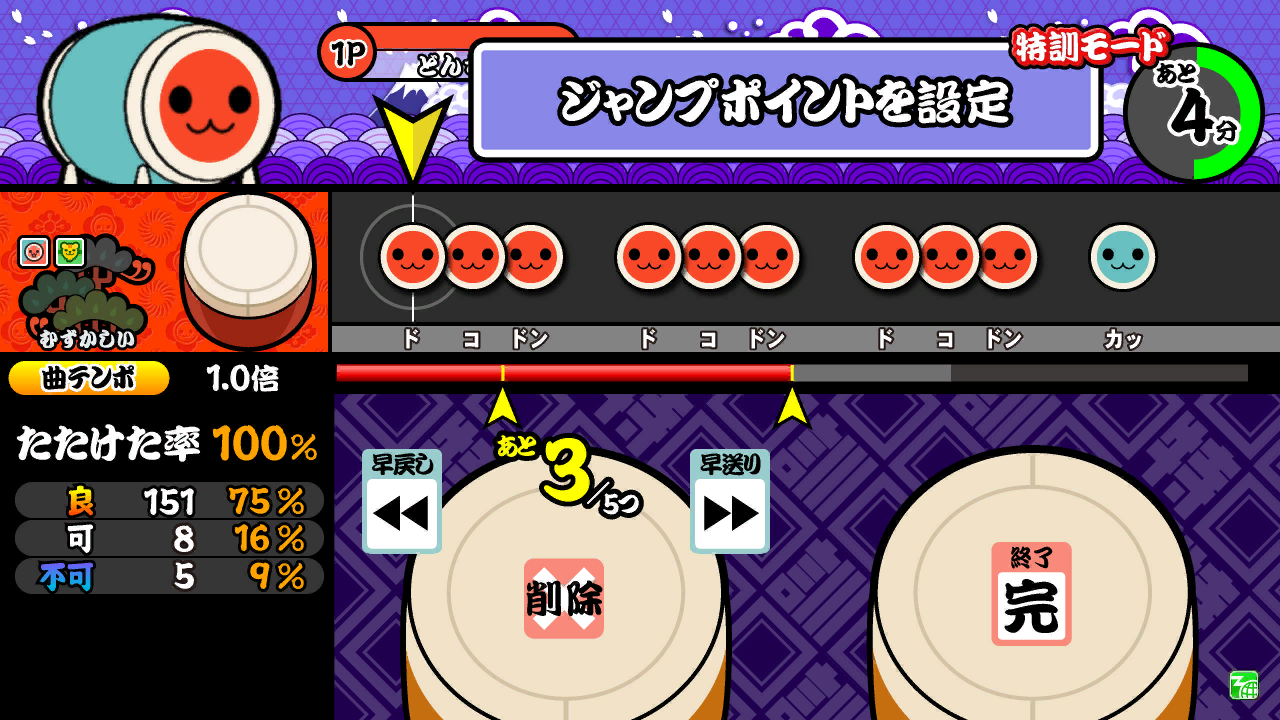 1P
どん
ジャンプポイントを設定
特訓モード
あと
4分
むずかしい
ド コ ドン ド コ ドン ド コ ドン カッ
曲テンポ 1.0倍
たたけた率 100%
良 151 75%
可 8 16%
不可 5 9%
早戻し
あと3/5つ
早送り
削除
終了
完